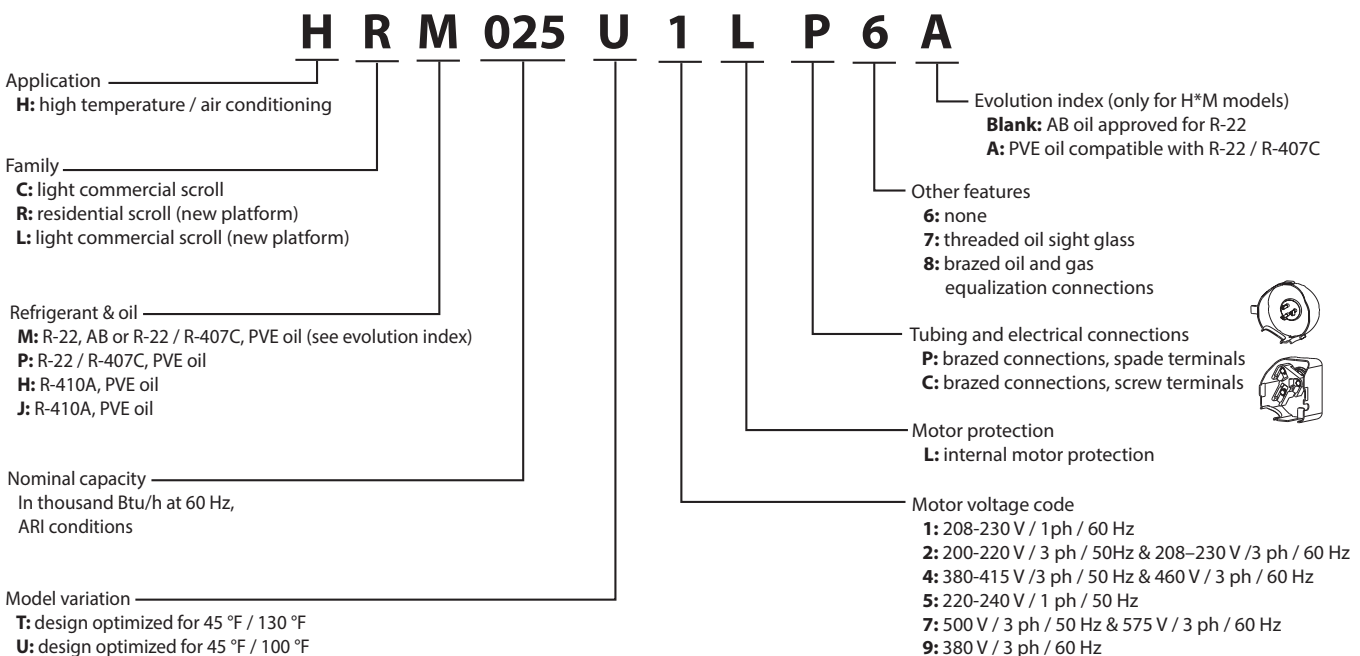 H R M 025 U 1 L P 6 A
Application
H: high temperature / air conditioning
Family
C: light commercial scroll
R: residential scroll (new platform)
L: light commercial scroll (new platform)
Refrigerant & oil
M: R-22, AB or R-22 / R-407C, PVE oil (see evolution index)
P: R-22 / R-407C, PVE oil
H: R-410A, PVE oil
J: R-410A, PVE oil
Nominal capacity
In thousand Btu/h at 60 Hz,
ARI conditions
Model variation
T: design optimized for 45 °F / 130 °F
U: design optimized for 45 °F / 100 °F
Evolution index (only for H*M models)
Blank: AB oil approved for R-22
A: PVE oil compatible with R-22 / R-407C
Other features
6: none
7: threaded oil sight glass
8: brazed oil and gas
equalization connections
Tubing and electrical connections
P: brazed connections, spade terminals
C: brazed connections, screw terminals
Motor protection
L: internal motor protection
Motor voltage code
1: 208-230 V / 1ph / 60 Hz
2: 200-220 V / 3 ph / 50Hz & 208–230 V /3 ph / 60 Hz
4: 380-415 V /3 ph / 50 Hz & 460 V / 3 ph / 60 Hz
5: 220-240 V / 1 ph / 50 Hz
7: 500 V / 3 ph / 50 Hz & 575 V / 3 ph / 60 Hz
9: 380 V / 3 ph / 60 Hz